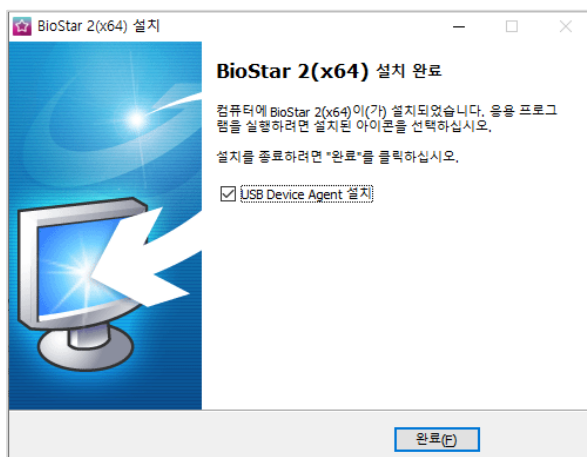 BioStar 2(x64) 설치
BioStar 2(x64) 설치 완료
컴퓨터에 BioStar 2(x64)이(가) 설치되었습니다. 응용 프로그
램을 실행하려면 설치된 아이콘을 선택하십시오.
설치를 종료하려면 "완료"를 클릭하십시오.
USB Device Agent 설치
완료(F)